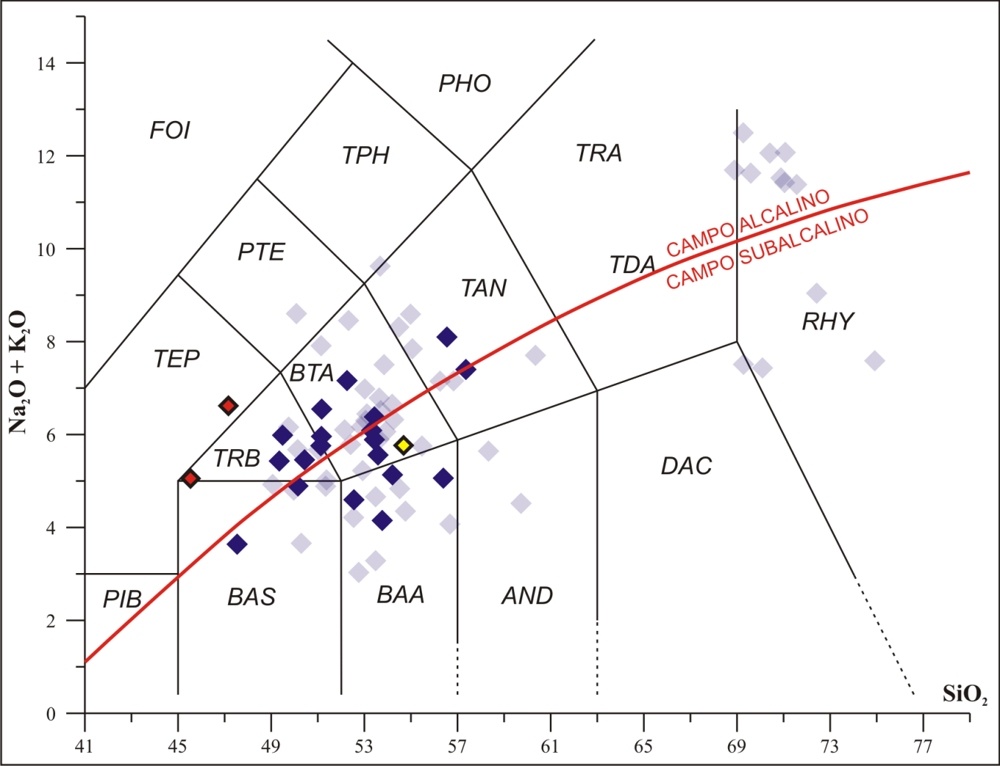 PHO
14
FOI
TPH
TRA
12
CAMPO ALCALINO
CAMPO SUBALCALINO
10
PTE
TDA
TAN
RHY
Na₂O + K₂O
8
TEP
BTA
6
TRB
DAC
4
PIB
BAS
BAA
AND
2
SiO₂
0
41 45 49 53 57 61 65 69 73 77